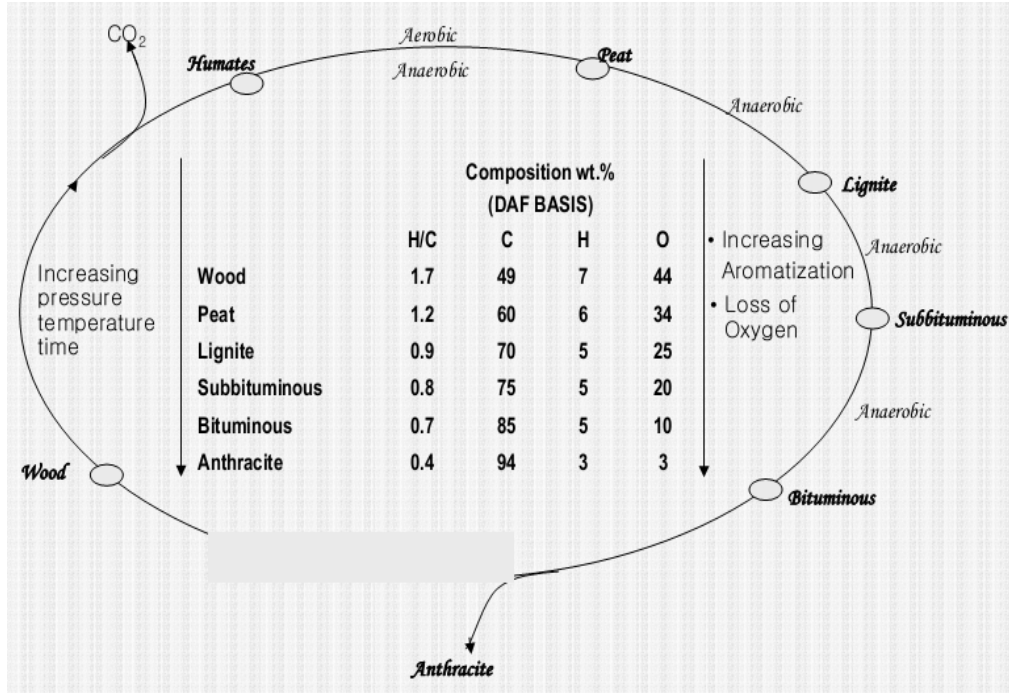 CO2
Humates
Aerobic
Anaerobic
Peat
Anaerobic
Lignite
Anaerobic
Subbituminous
Anaerobic
Bituminous
Anthracite
Wood
Increasing
pressure
temperature
time
Composition wt.%
(DAF BASIS)
H/C C H O
Wood 1.7 49 7 44
Peat 1.2 60 6 34
Lignite 0.9 70 5 25
Subbituminous 0.8 75 5 20
Bituminous 0.7 85 5 10
Anthracite 0.4 94 3 3
• Increasing
Aromatization
• Loss of
Oxygen